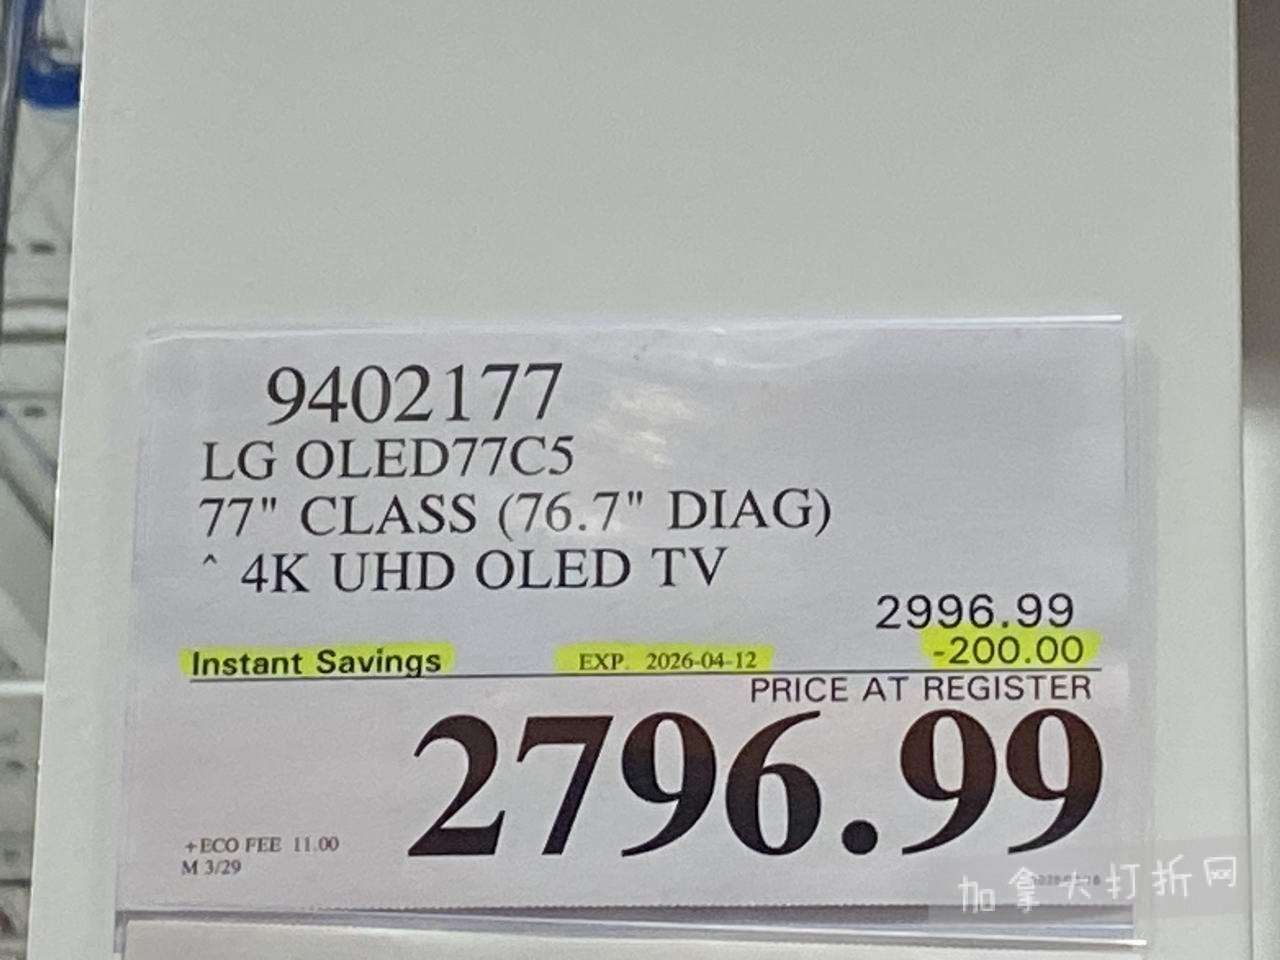 9402177
LG OLED77C5
77" CLASS (76.7" DIAG)
^ 4K UHD OLED TV
2996.99
Instant Savings EXP. 2026-04-12 -200.00
PRICE AT REGISTER
2796.99
+ECO FEE 11.00
M 3/29
加拿大打折网